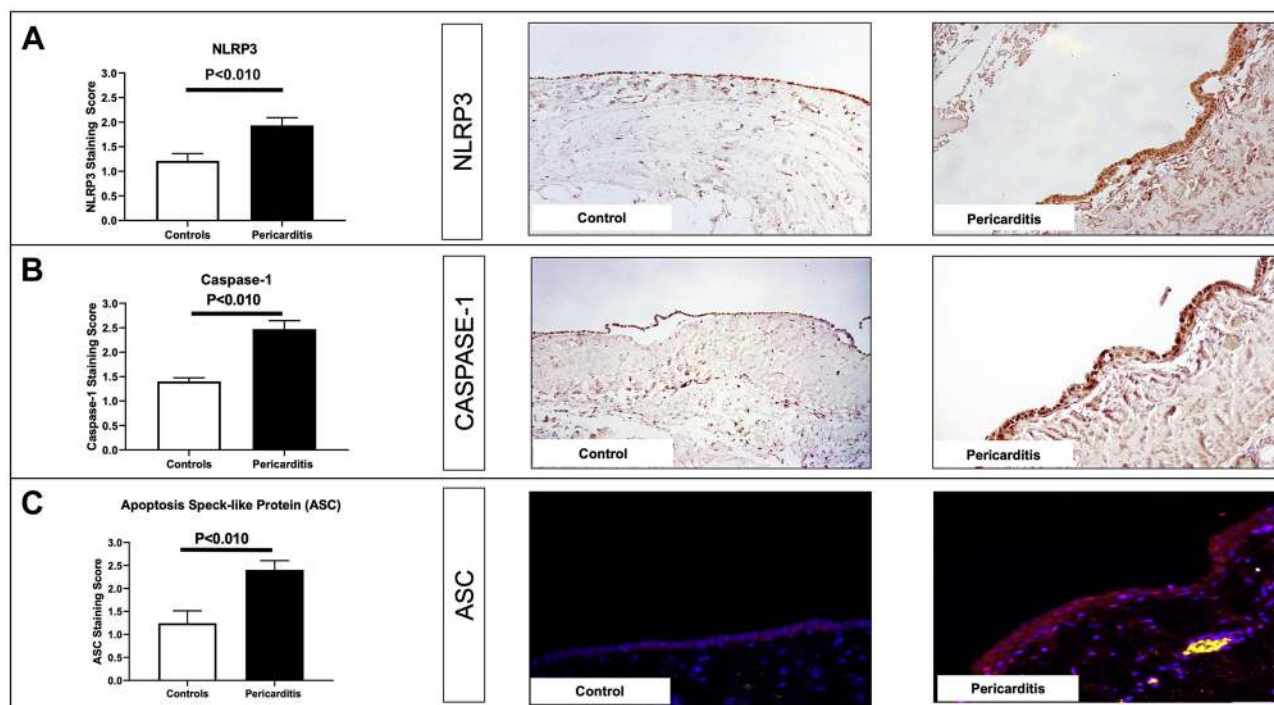 A
NLRP3
P<0.010
NLRP3 Staining Score
3.0
2.5
2.0
1.5
1.0
0.5
0.0
Controls Pericarditis
NLRP3
Control
Pericarditis
B
Caspase-1
P<0.010
Caspase-1 Staining Score
3.0
2.5
2.0
1.5
1.0
0.5
0.0
Controls Pericarditis
CASPASE-1
Control
Pericarditis
C
Apoptosis Speck-like Protein (ASC)
P<0.010
ASC Staining Score
3.0
2.5
2.0
1.5
1.0
0.5
0.0
Controls Pericarditis
ASC
Control
Pericarditis